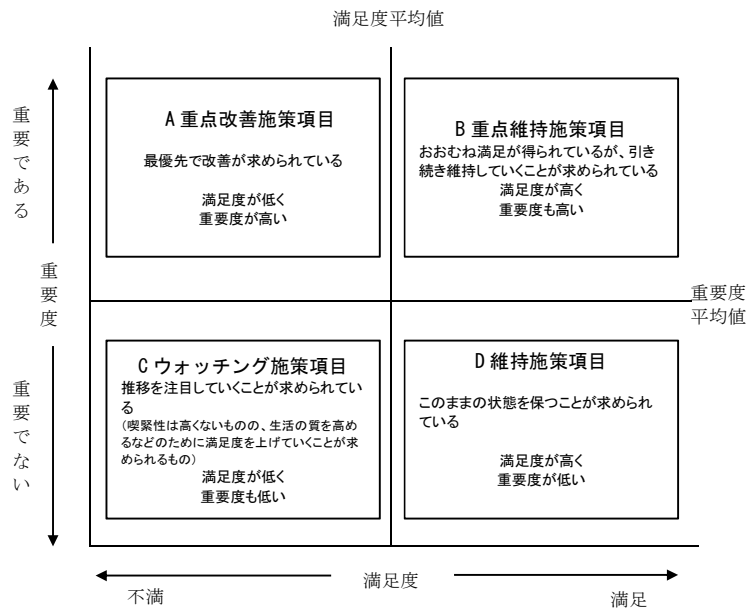 満足度平均値
重要である
A 重点改善施策項目
最優先で改善が求められている
満足度が低く
重要度が高い
B 重点維持施策項目
おおむね満足が得られているが、引き
続き維持していくことが求められている
満足度が高く
重要度も高い
重要度
重要度
平均値
重要でない
C ウォッチング施策項目
推移を注目していくことが求められてい
る
（喫緊性は高くないものの、生活の質を高め
るなどのために満足度を上げていくことが求
められるもの）
満足度が低く
重要度も低い
D 維持施策項目
このままの状態を保つことが求められ
ている
満足度が高く
重要度が低い
不満
満足度
満足